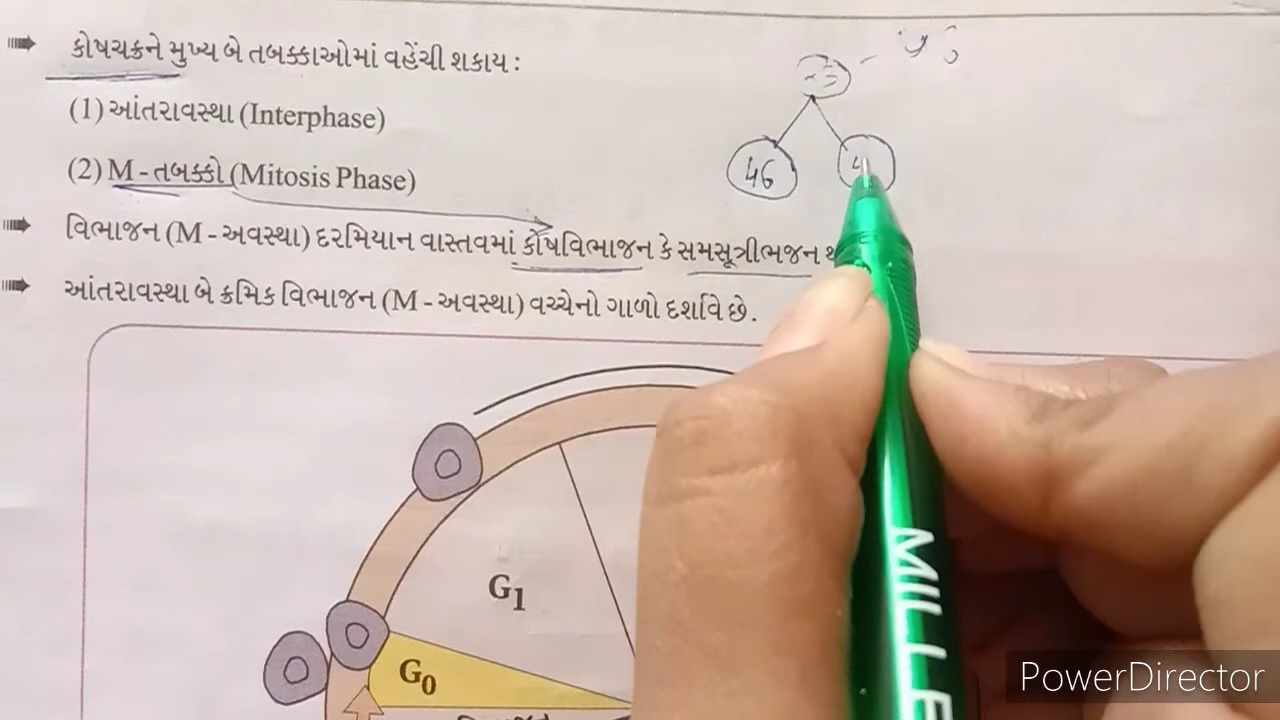 કોષચક્રને મુખ્ય બે તબક્કાઓમાં વહેંચી શકાય :
(1) આંતરાવસ્થા (Interphase)
46
(2) M - તબક્કો (Mitosis Phase)
વિભાજન (M - અવસ્થા) દરમિયાન વાસ્તવમાં કોષવિભાજન કે સમસૂત્રીભજન
આંતરાવસ્થા બે ક્રમિક વિભાજન (M - અવસ્થા) વચ્ચેનો ગાળો દર્શાવે છે.
G1
G0
MILLE
PowerDirector